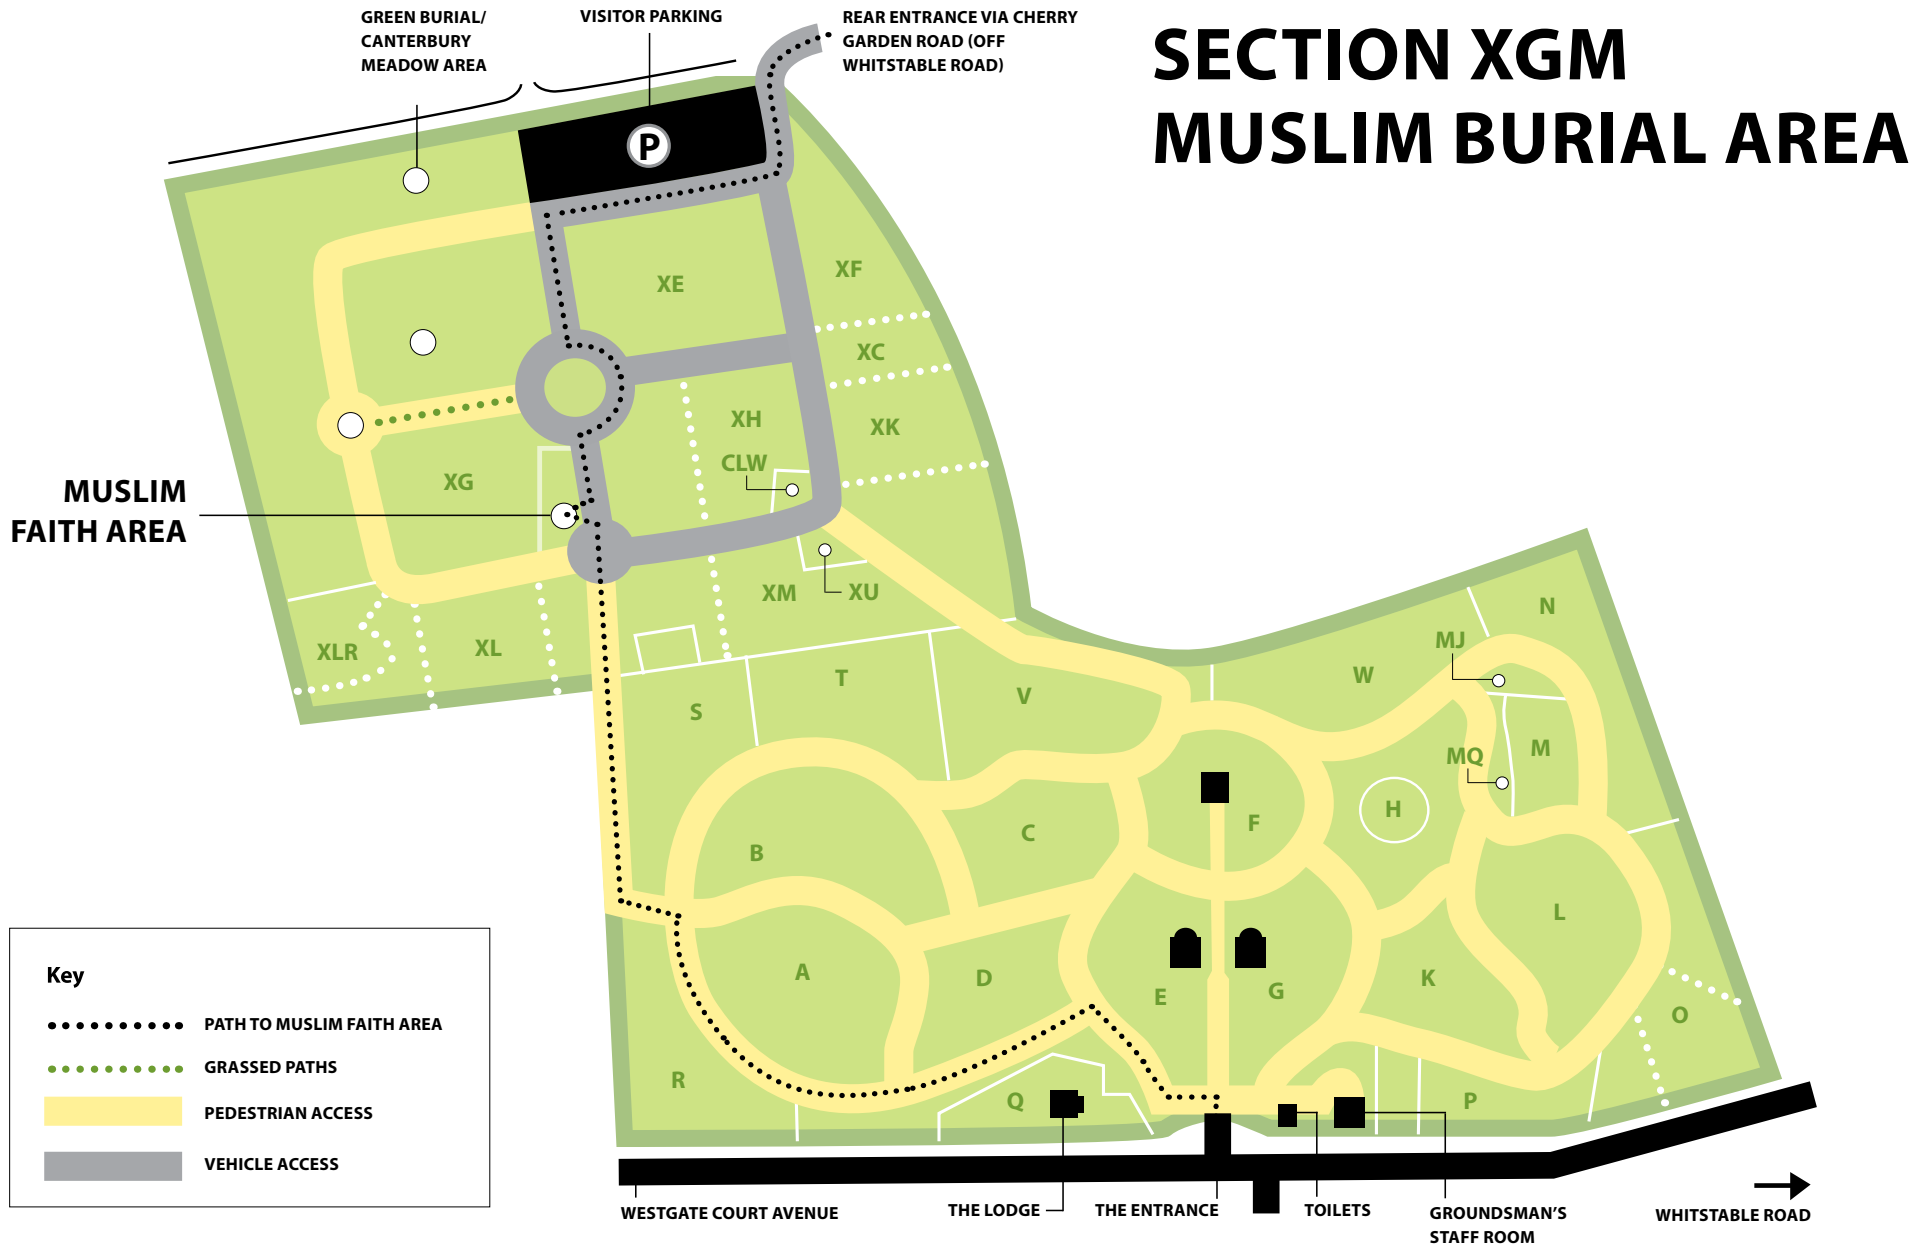 GREEN BURIAL/
CANTERBURY
MEADOW AREA
VISITOR PARKING
REAR ENTRANCE VIA CHERRY
GARDEN ROAD (OFF
WHITSTABLE ROAD)
SECTION XGM
MUSLIM BURIAL AREA
P
XE
XF
XC
XH
XK
CLW
XG
MUSLIM
FAITH AREA
XM
XU
XLR
XL
N
MJ
W
T
V
S
M
MQ
H
F
C
B
L
A
D
E
G
K
O
R
Q
P
Key
PATH TO MUSLIM FAITH AREA
GRASSED PATHS
PEDESTRIAN ACCESS
VEHICLE ACCESS
WESTGATE COURT AVENUE
THE LODGE
THE ENTRANCE
TOILETS
GROUNDSMAN'S
STAFF ROOM
WHITSTABLE ROAD